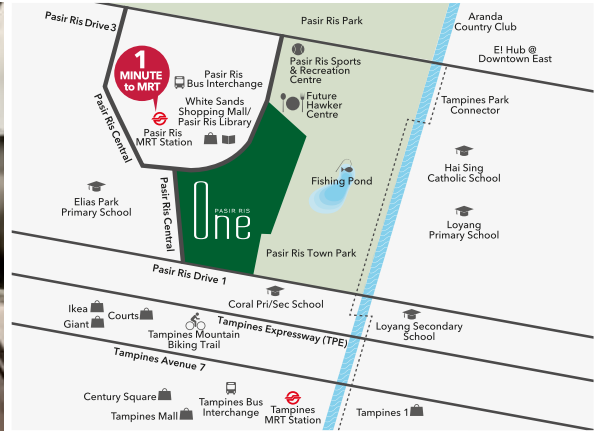 Pasir Ris Drive 3
Pasir Ris Park
Aranda
Country Club
E! Hub @
Downtown East
1
MINUTE
to MRT
Pasir Ris
Bus Interchange
Pasir Ris Sports
& Recreation
Centre
White Sands
Shopping Mall/
Pasir Ris Library
Future
Hawker
Centre
Tampines Park
Connector
Pasir Ris
MRT Station
Pasir Ris Central
Hai Sing
Catholic School
Fishing Pond
Elias Park
Primary School
Pasir Ris Central
PASIR RIS
One
Loyang
Primary School
Pasir Ris Town Park
Pasir Ris Drive 1
Coral Pri/Sec School
Ikea
Giant
Courts
Tampines Mountain
Biking Trail
Tampines Expressway (TPE)
Loyang Secondary
School
Tampines Avenue 7
Century Square
Tampines Mall
Tampines Bus
Interchange
Tampines
MRT Station
Tampines 1